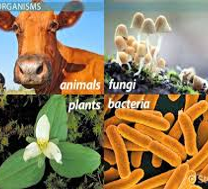 ORGANISMS
animals fungi
plants bacteria